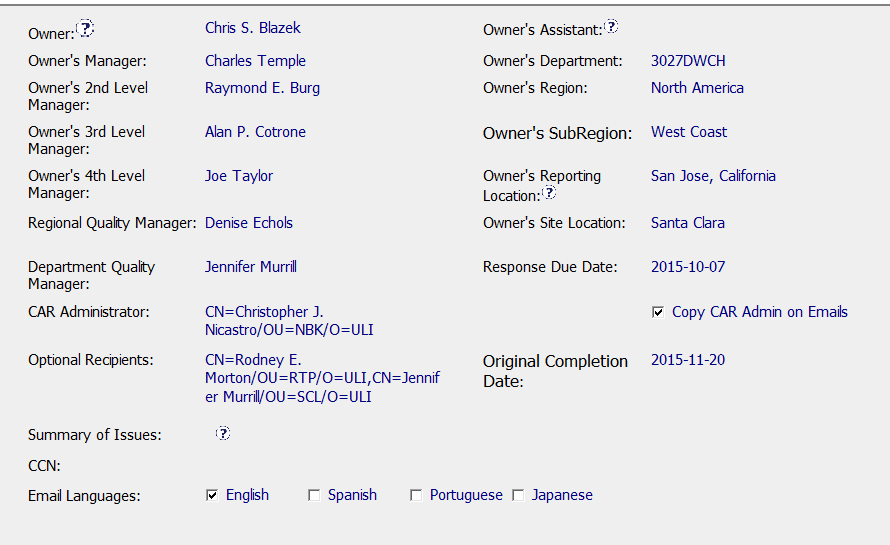 Owner: ? Chris S. Blazek Owner's Assistant: ?
Owner's Manager: Charles Temple Owner's Department: 3027DWCH
Owner's 2nd Level Raymond E. Burg Owner's Region: North America
Manager:
Owner's 3rd Level Alan P. Cotrone Owner's SubRegion: West Coast
Manager:
Owner's 4th Level Joe Taylor Owner's Reporting San Jose, California
Manager: Location: ?
Regional Quality Manager: Denise Echols Owner's Site Location: Santa Clara
Department Quality Jennifer Murrill Response Due Date: 2015-10-07
Manager:
CAR Administrator: CN=Christopher J. Copy CAR Admin on Emails
Nicastro/OU=NBK/O=ULI
Optional Recipients: CN=Rodney E. Original Completion 2015-11-20
Morton/OU=RTP/O=ULI,CN=Jennif Date:
er Murrill/OU=SCL/O=ULI
Summary of Issues: ?
CCN:
Email Languages: English Spanish Portuguese Japanese